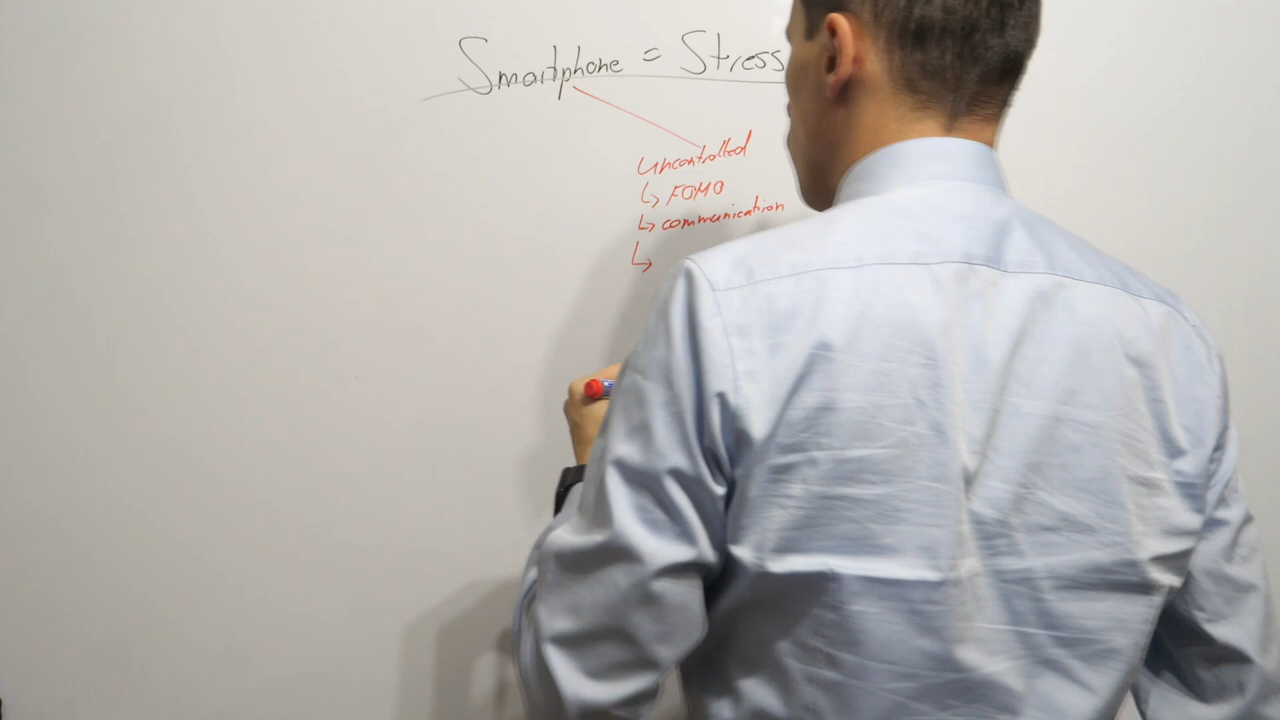 Smartphone = Stress
Uncontrolled
↳ FOMO
↳ communication
↳